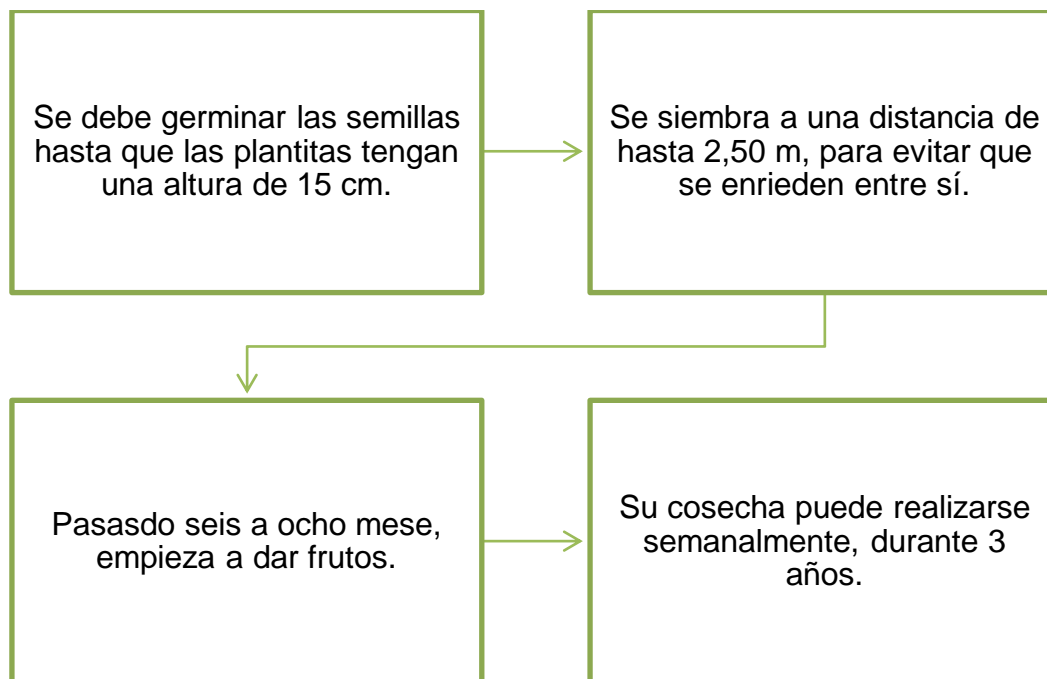 Se debe germinar las semillas
hasta que las plantitas tengan
una altura de 15 cm.
Se siembra a una distancia de
hasta 2,50 m, para evitar que
se enrieden entre sí.
Pasasdo seis a ocho mese,
empieza a dar frutos.
Su cosecha puede realizarse
semanalmente, durante 3
años.